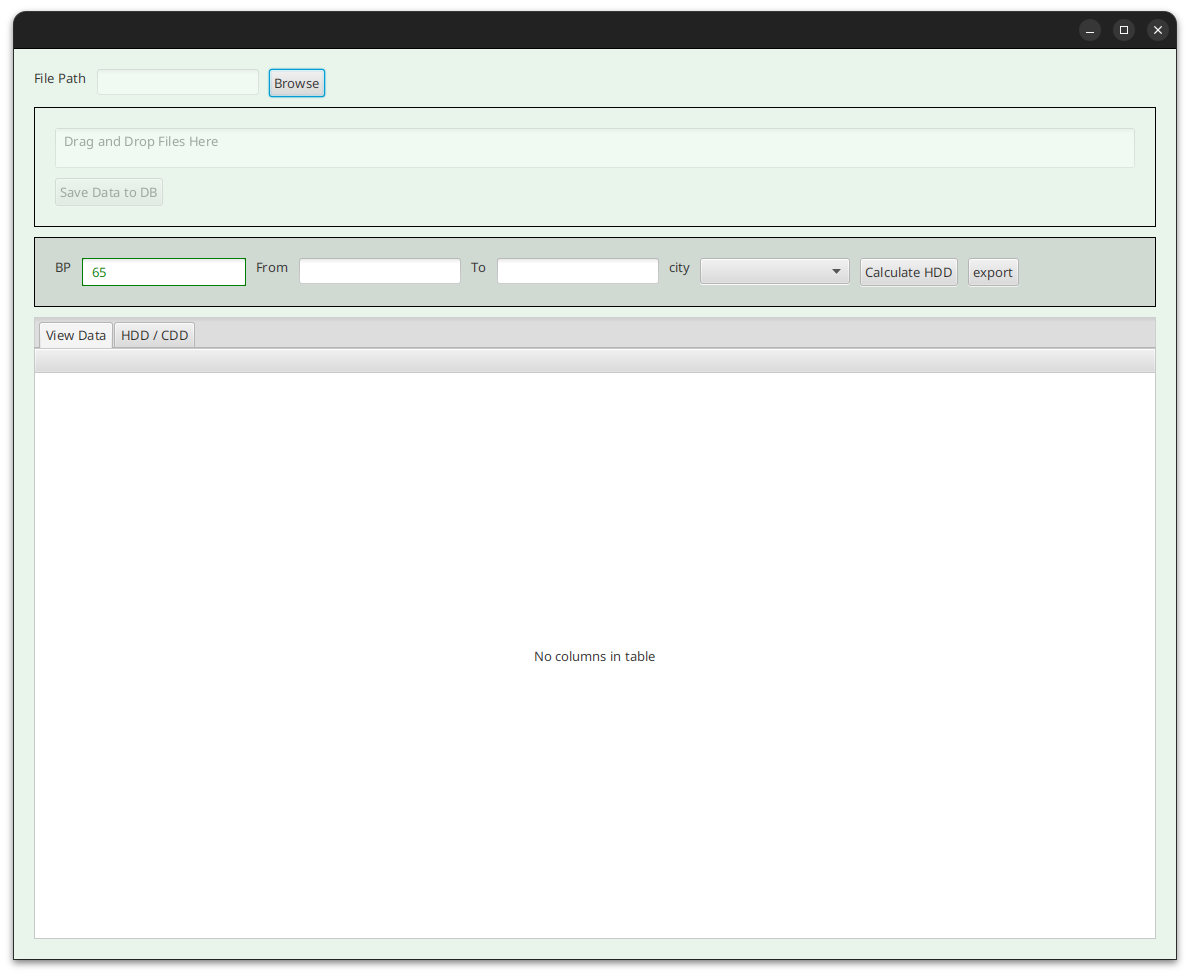 File Path Browse
Drag and Drop Files Here
Save Data to DB
BP 65 From To city Calculate HDD export
View Data HDD / CDD
No columns in table